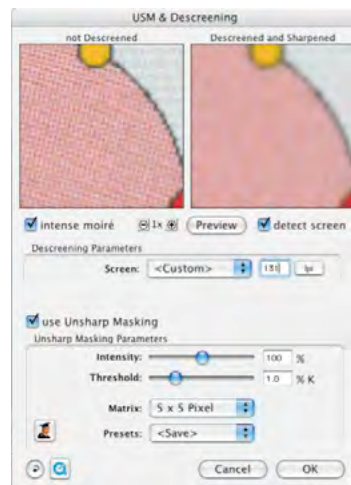 USM & Descreening
not Descreened Descreened and Sharpened
intense moiré 1x Preview detect screen
Descreening Parameters
Screen: <Custom> 131 lpi
use Unsharp Masking
Unsharp Masking Parameters
Intensity: 100 %
Threshold: 1.0 % K
Matrix: 5 x 5 Pixel
Presets: <Save>
Cancel OK